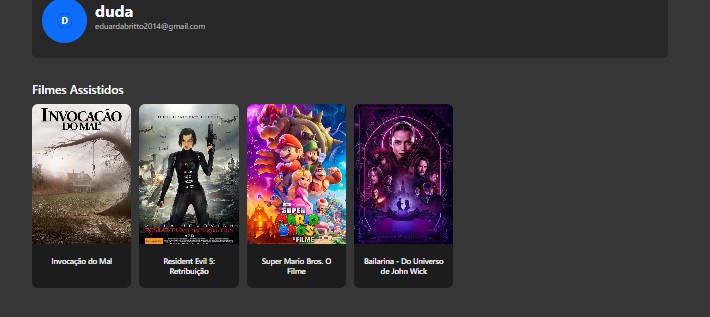 D
duda
eduardabritto2014@gmail.com
Filmes Assistidos
INVOCAÇÃO
DO MAL
SUPER
MARIO
BROS.
O FILME
Invocação do Mal
Resident Evil 5:
Retribuição
Super Mario Bros. O
Filme
Bailarina - Do Universo
de John Wick